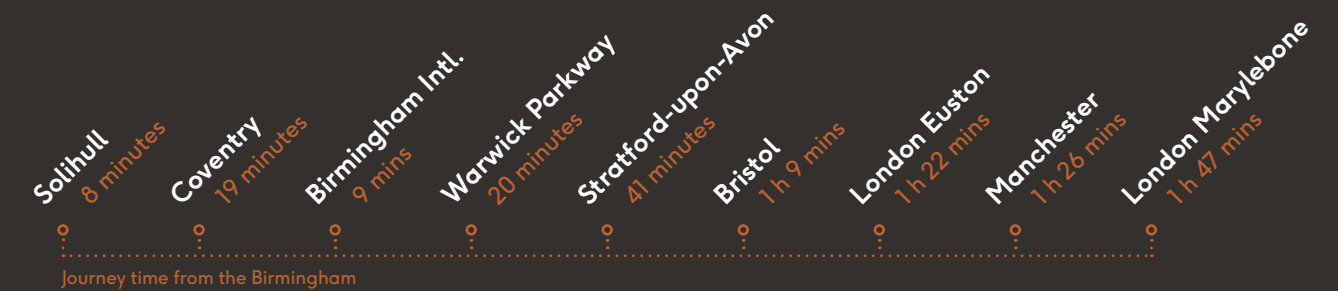 Solihull
8 minutes
Coventry
19 minutes
Birmingham Intl.
9 mins
Warwick Parkway
20 minutes
Stratford-upon-Avon
41 minutes
Bristol
1 h 9 mins
London Euston
1 h 22 mins
Manchester
1 h 26 mins
London Marylebone
1 h 47 mins
Journey time from the Birmingham